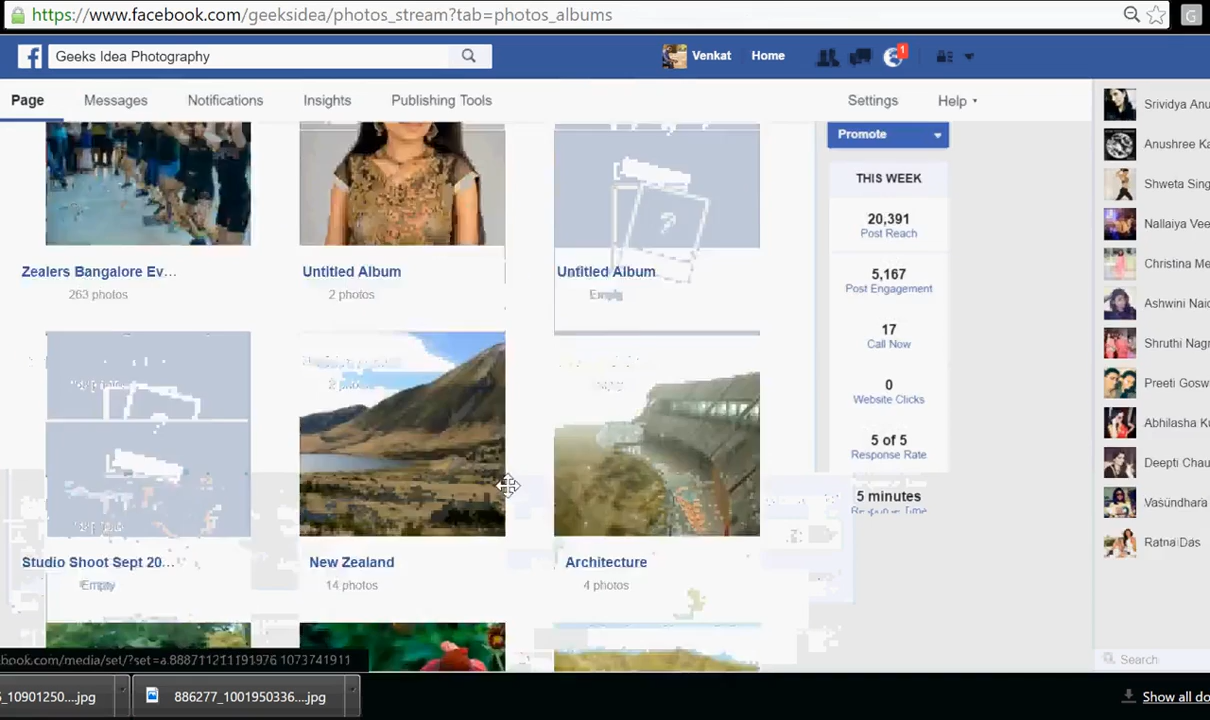 https://www.facebook.com/geeksidea/photos_stream?tab=photos_albums
G
Geeks Idea Photography
Venkat
Home
1
Page
Messages
Notifications
Insights
Publishing Tools
Settings
Help
Promote
THIS WEEK
20,391
Post Reach
5,167
Post Engagement
17
Call Now
0
Website Clicks
5 of 5
Response Rate
5 minutes
Response Time
Zealers Bangalore Ev...
263 photos
Untitled Album
2 photos
Untitled Album
Empty
Studio Shoot Sept 20...
Empty
New Zealand
14 photos
Architecture
4 photos
Srividya Anu
Anushree Ka
Shweta Sing
Nallaiya Vee
Christina Me
Ashwini Naid
Shruthi Nagr
Preeti Gosw
Abhilasha Ku
Deepti Chau
Vasundhara
Ratna Das
Search
book.com/media/set/?set=a.888711211191976.1073741911
_10901250....jpg
886277_1001950336....jpg
Show all do